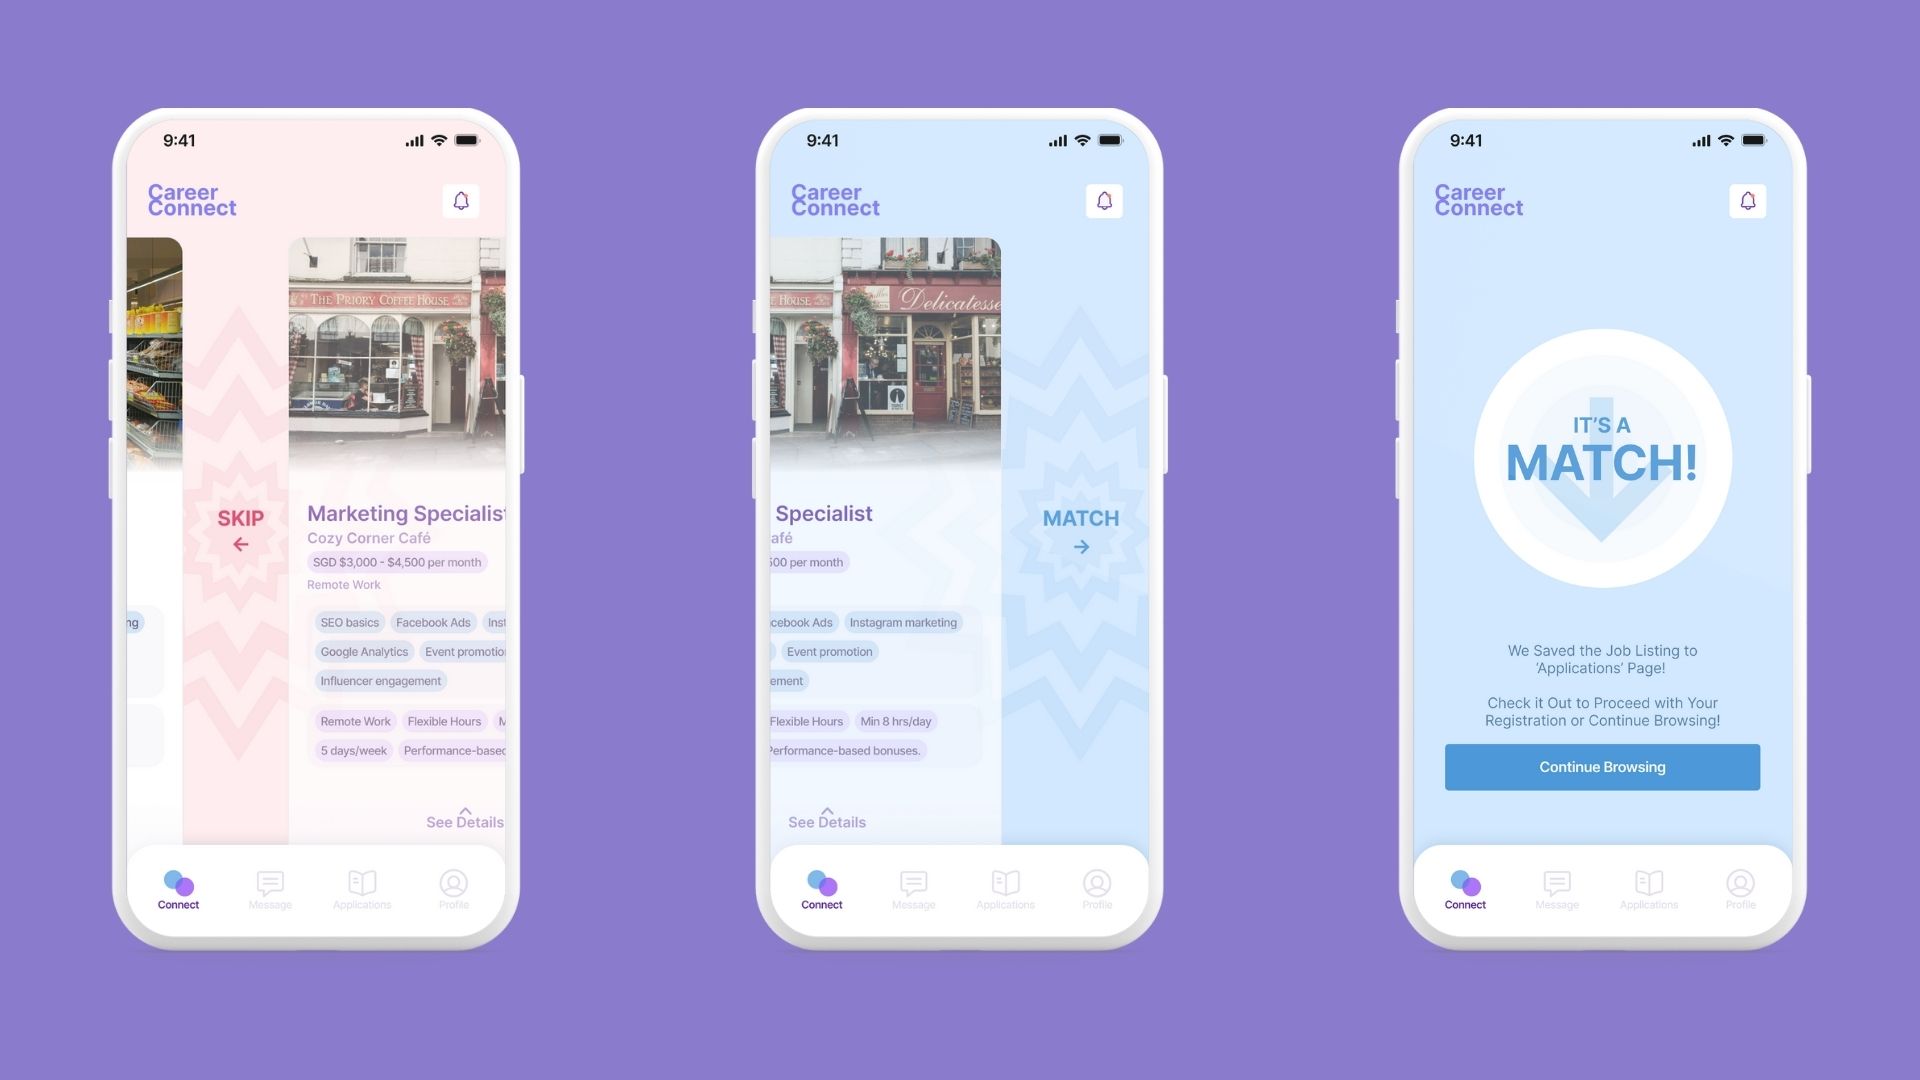 9:41
Career
Connect
THE PRIORY COFFEE HOUSE
SKIP
←
Marketing Specialist
Cozy Corner Café
SGD $3,000 - $4,500 per month
Remote Work
ng
SEO basics Facebook Ads Inst
Google Analytics Event promotion
Influencer engagement
Remote Work Flexible Hours M
5 days/week Performance-based
See Details
Connect Message Applications Profile
9:41
Career
Connect
E HOUSE Delicatesse
MATCH
→
Specialist
afé
500 per month
cebook Ads Instagram marketing
Event promotion
ement
Flexible Hours Min 8 hrs/day
Performance-based bonuses.
See Details
Connect Message Applications Profile
9:41
Career
Connect
IT'S A
MATCH!
We Saved the Job Listing to
‘Applications’ Page!
Check it Out to Proceed with Your
Registration or Continue Browsing!
Continue Browsing
Connect Message Applications Profile